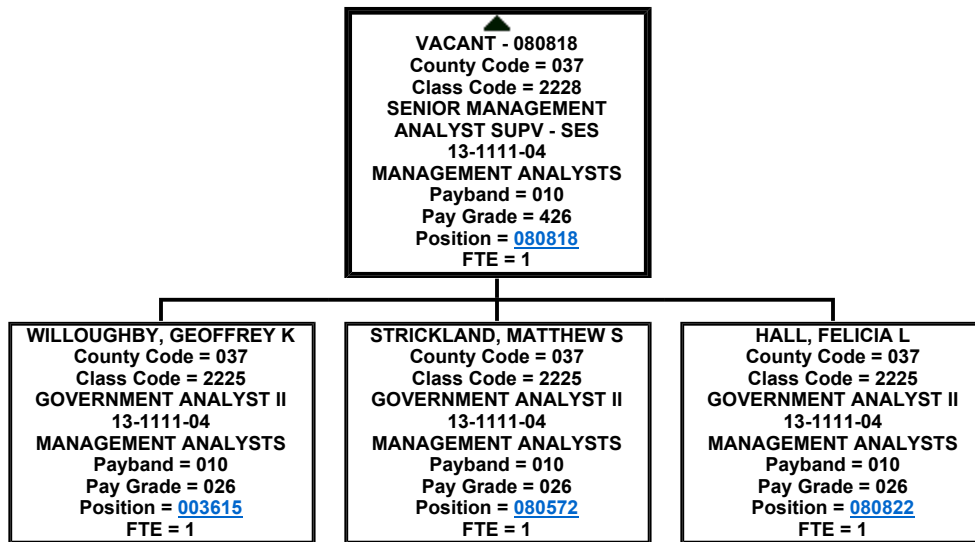 VACANT - 080818
County Code = 037
Class Code = 2228
SENIOR MANAGEMENT
ANALYST SUPV - SES
13-1111-04
MANAGEMENT ANALYSTS
Payband = 010
Pay Grade = 426
Position = 080818
FTE = 1
WILLOUGHBY, GEOFFREY K
County Code = 037
Class Code = 2225
GOVERNMENT ANALYST II
13-1111-04
MANAGEMENT ANALYSTS
Payband = 010
Pay Grade = 026
Position = 003615
FTE = 1
STRICKLAND, MATTHEW S
County Code = 037
Class Code = 2225
GOVERNMENT ANALYST II
13-1111-04
MANAGEMENT ANALYSTS
Payband = 010
Pay Grade = 026
Position = 080572
FTE = 1
HALL, FELICIA L
County Code = 037
Class Code = 2225
GOVERNMENT ANALYST II
13-1111-04
MANAGEMENT ANALYSTS
Payband = 010
Pay Grade = 026
Position = 080822
FTE = 1